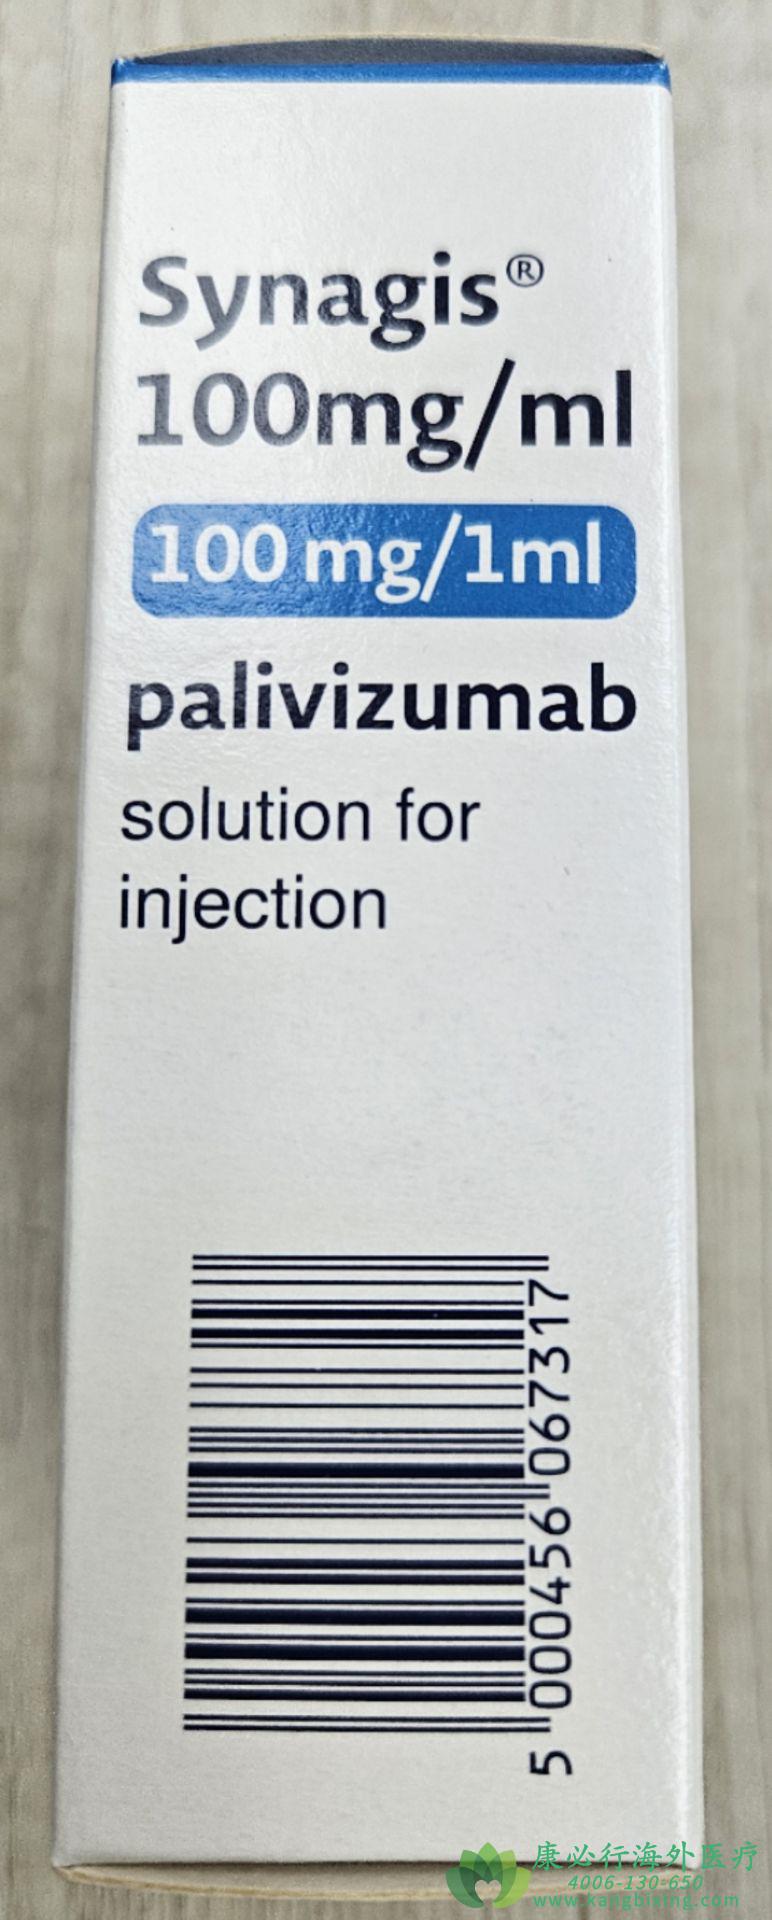 Synagis®
100mg/ml
100 mg/1ml
palivizumab
solution for
injection
5 000456 067317
康必行海外医疗
4006-130-650
www.kangbixing.com